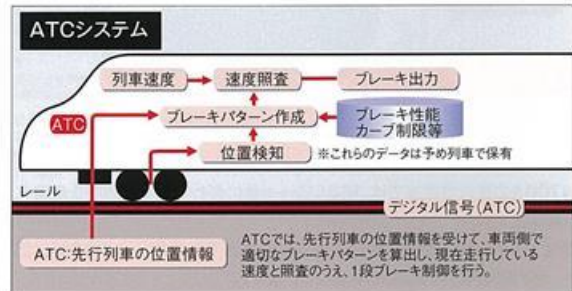 ATCシステム
列車速度
速度照査
ブレーキ出力
ATC
ブレーキパターン作成
ブレーキ性能
カーブ制限等
位置検知
※これらのデータは予め列車で保有
レール
デジタル信号(ATC)
ATC:先行列車の位置情報
ATCでは、先行列車の位置情報を受けて、車両側で
適切なブレーキパターンを算出し、現在走行している
速度と照査のうえ、1段ブレーキ制御を行う。